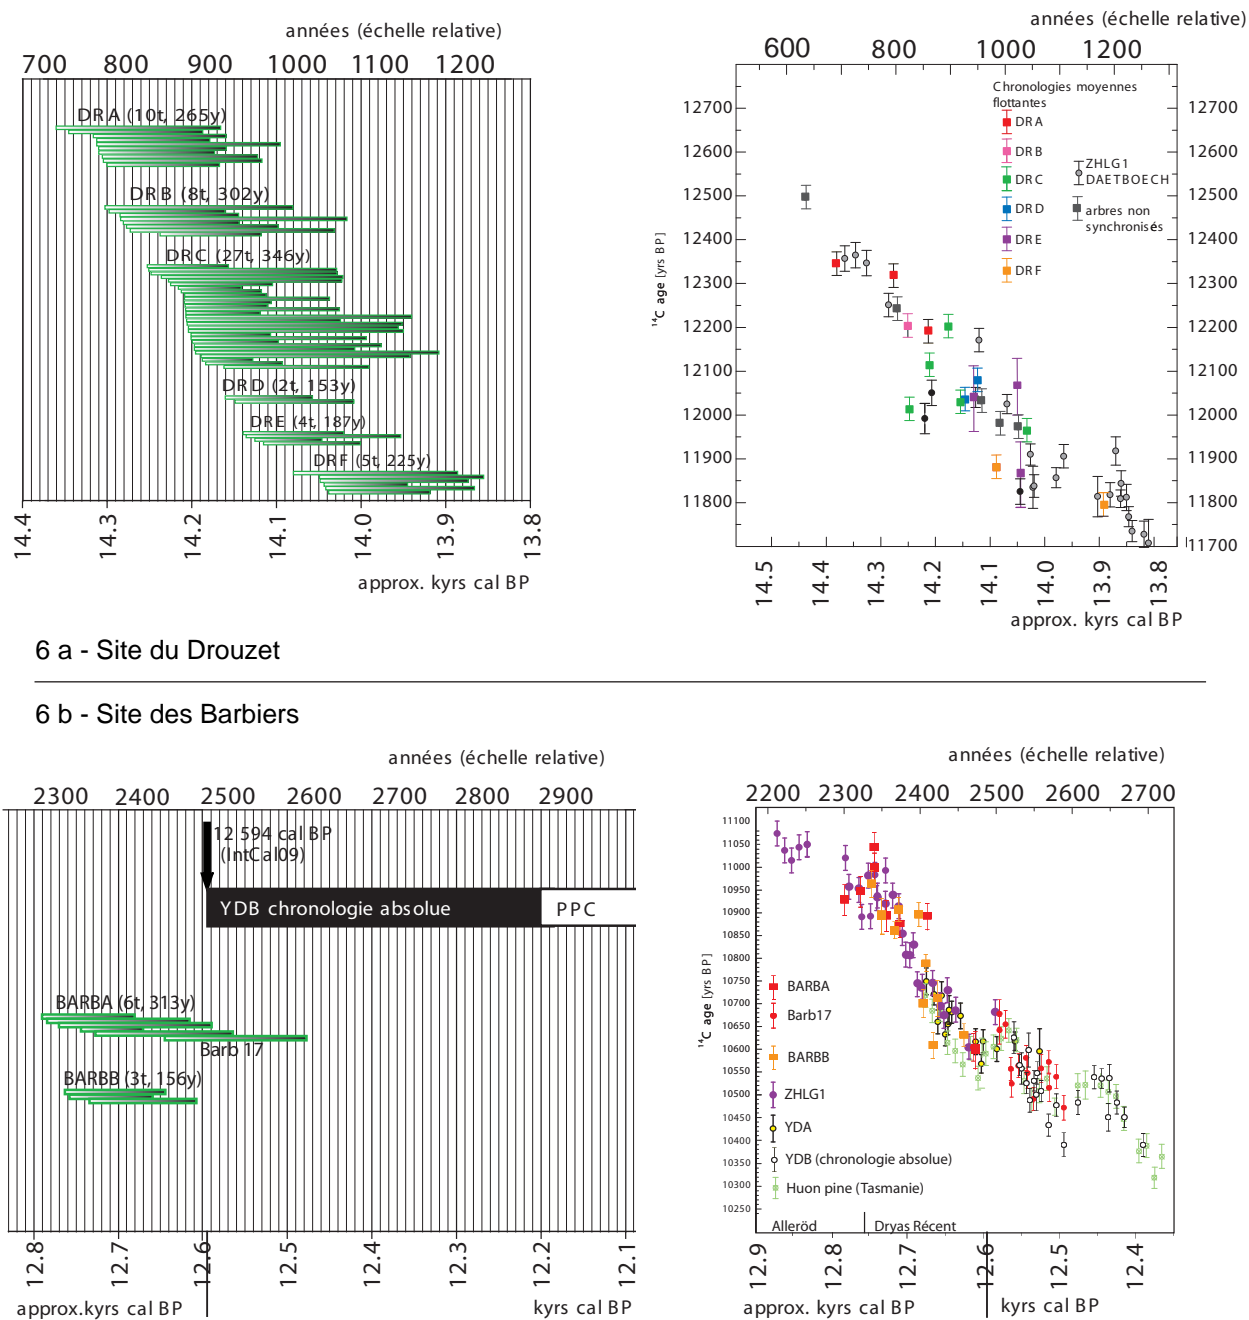 années (échelle relative)
700 800 900 1000 1100 1200
DRA (10t, 265y)
DRB (8t, 302y)
DRC (27t, 346y)
DRD (2t, 153y)
DRE (4t, 187y)
DRF (5t, 225y)
14.4 14.3 14.2 14.1 14.0 13.9 13.8
approx. kyrs cal BP
années (échelle relative)
600 800 1000 1200
Chronologies moyennes
flottantes
DRA
DRB
DRC
DRD
DRE
DRF
ZHLG1
DAETBOECH
arbres non
synchronisés
¹⁴C age [yrs BP]
12700 12700
12600 12600
12500 12500
12400 12400
12300 12300
12200 12200
12100 12100
12000 12000
11900 11900
11800 11800
11700
14.5 14.4 14.3 14.2 14.1 14.0 13.9 13.8
approx. kyrs cal BP
6 a - Site du Drouzet
6 b - Site des Barbiers
années (échelle relative)
2300 2400 2500 2600 2700 2800 2900
12 594 cal BP
(IntCal09)
YDB chronologie absolue PPC
BARBA (6t, 313y)
Barb 17
BARBB (3t, 156y)
12.8 12.7 12.6 12.5 12.4 12.3 12.2 12.1
approx.kyrs cal BP kyrs cal BP
années (échelle relative)
2200 2300 2400 2500 2600 2700
¹⁴C age [yrs BP]
11100
11050
11000
10950
10900
10850
10800
10750
10700
10650
10600
10550
10500
10450
10400
10350
10300
10250
BARBA
Barb17
BARBB
ZHLG1
YDA
YDB (chronologie absolue)
Huon pine (Tasmanie)
Alleröd Dryas Récent
12.9 12.8 12.7 12.6 12.5 12.4
approx. kyrs cal BP kyrs cal BP